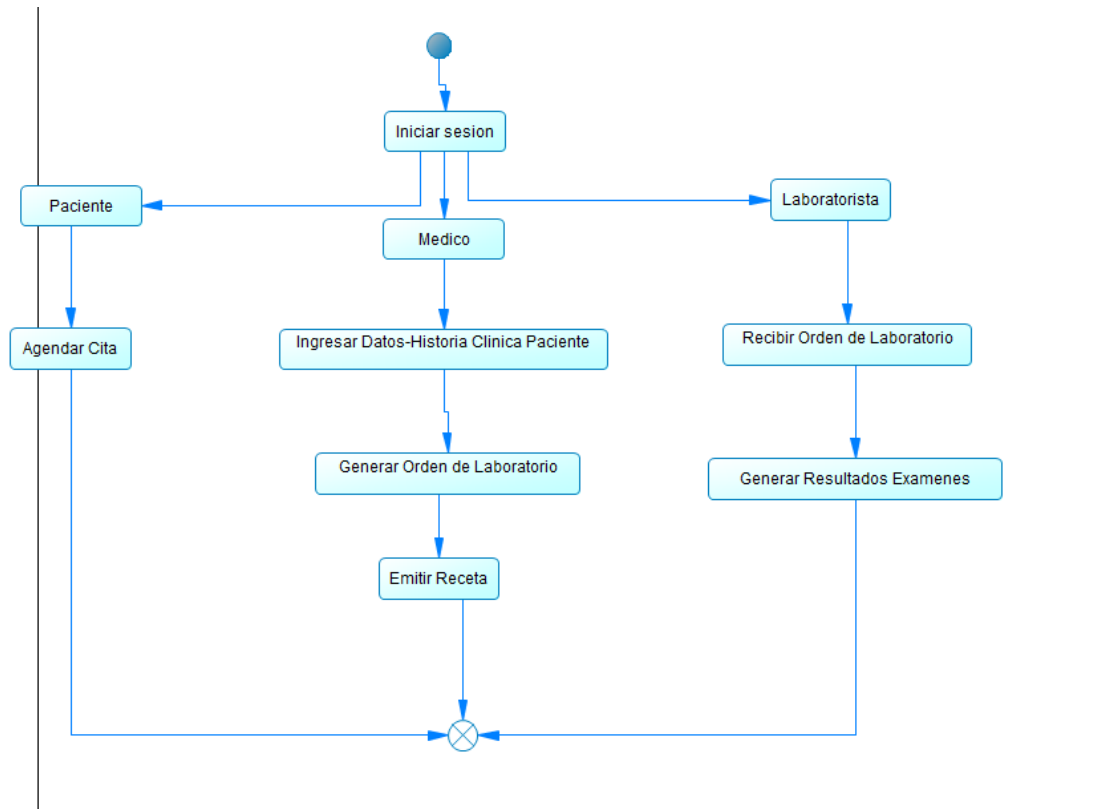 Iniciar sesion
Paciente
Medico
Laboratorista
Agendar Cita
Ingresar Datos-Historia Clinica Paciente
Recibir Orden de Laboratorio
Generar Orden de Laboratorio
Generar Resultados Examenes
Emitir Receta